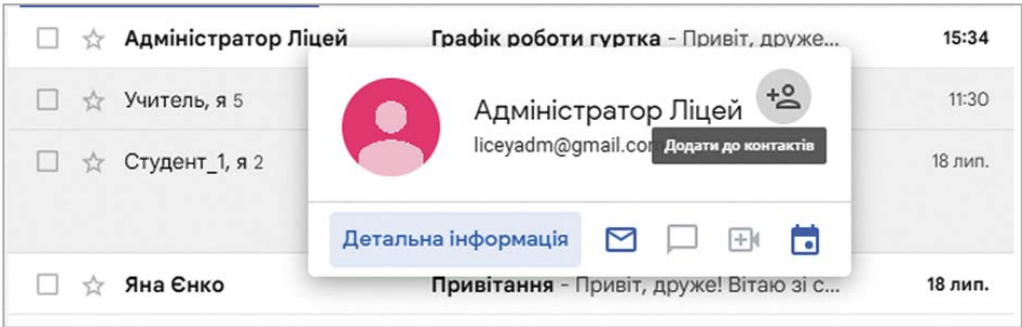 Адміністратор Ліцей Графік роботи гуртка - Привіт, друже... 15:34
Учитель, я 5 11:30
Адміністратор Ліцей
liceyadm@gmail.co
Додати до контактів
Студент_1, я 2 18 лип.
Детальна інформація
Яна Єнко Привітання - Привіт, друже! Вітаю зі с... 18 лип.